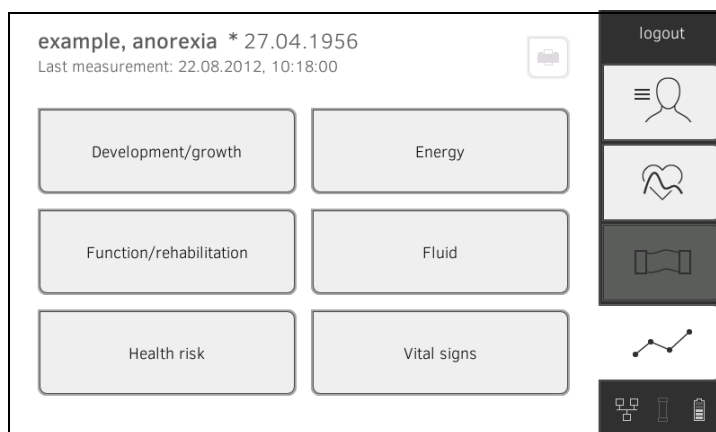 example, anorexia * 27.04.1956
Last measurement: 22.08.2012, 10:18:00
logout
Development/growth
Energy
Function/rehabilitation
Fluid
Health risk
Vital signs